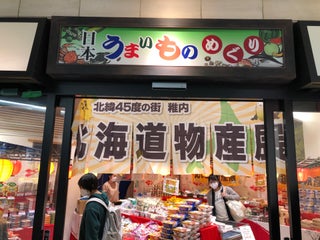 日本うまいものめぐり
北緯45度の街 稚内
北海道物産展